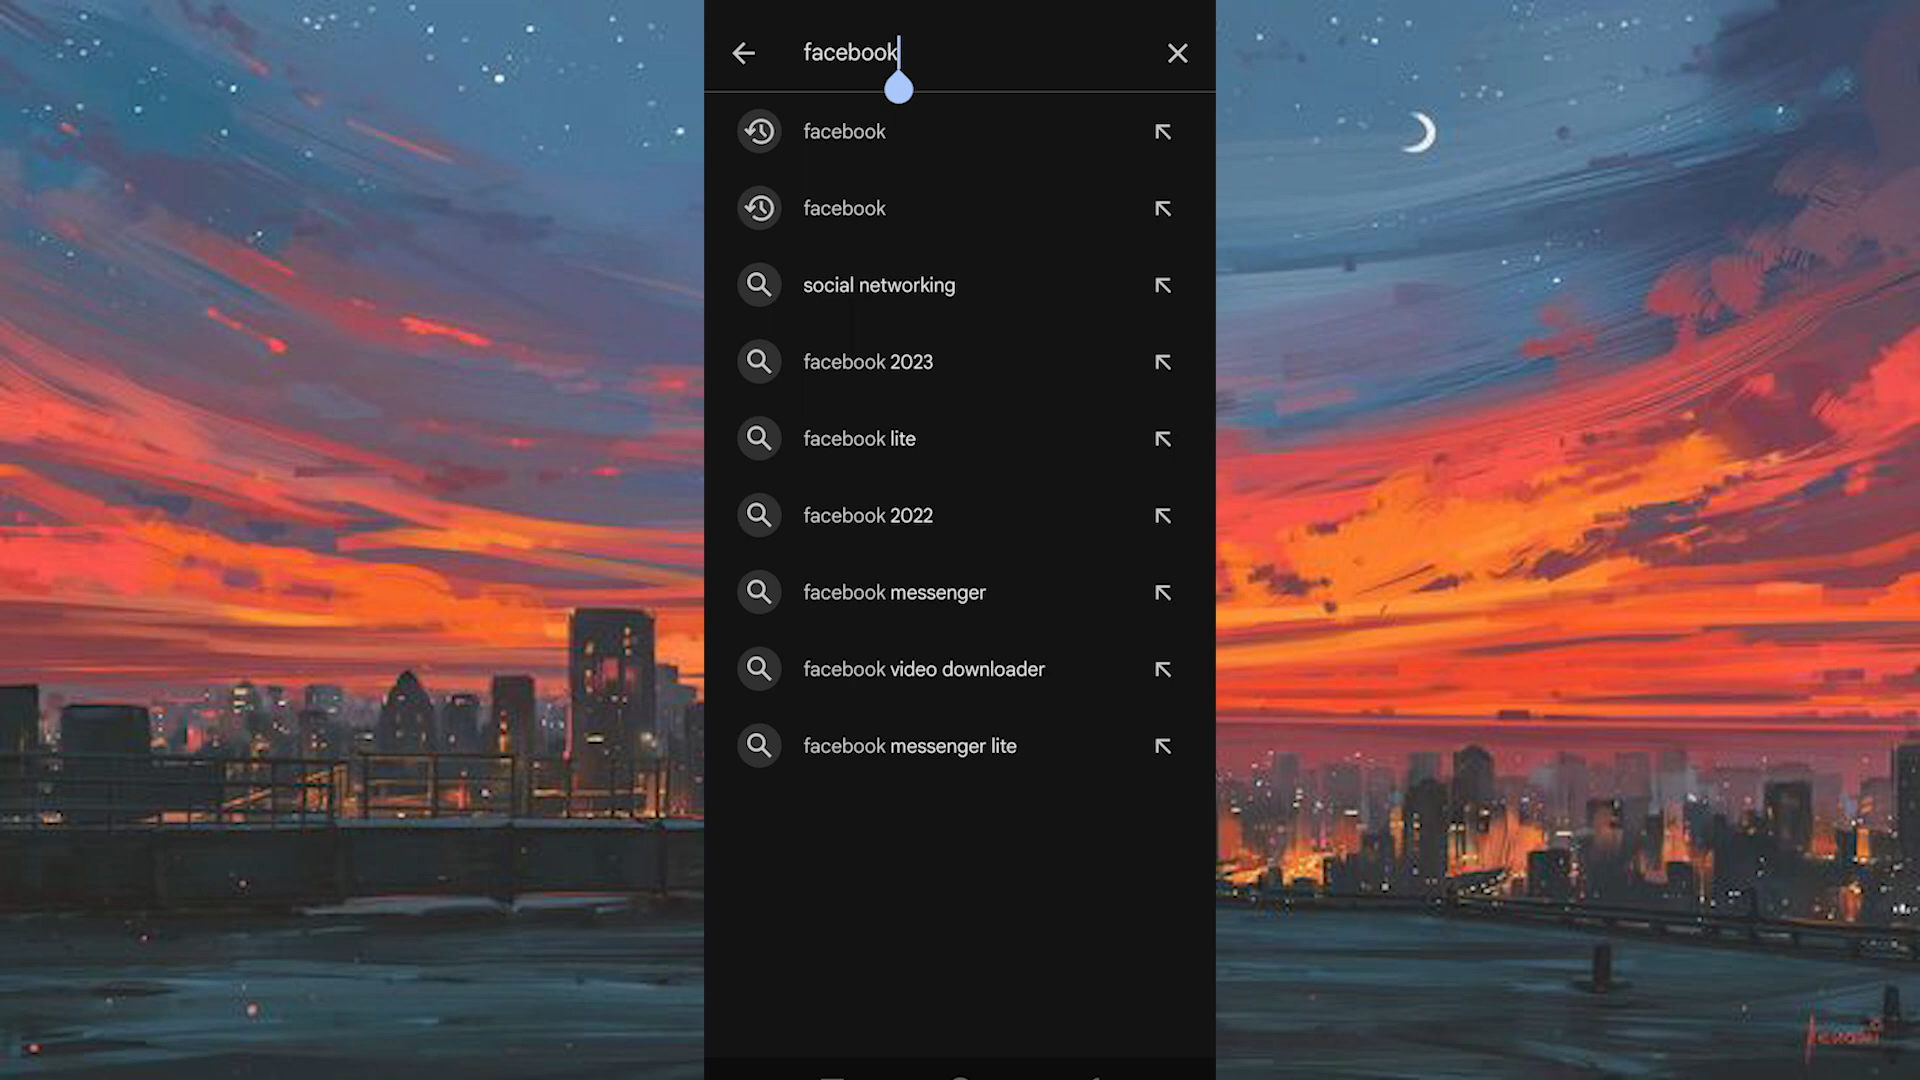 facebook
facebook
facebook
social networking
facebook 2023
facebook lite
facebook 2022
facebook messenger
facebook video downloader
facebook messenger lite